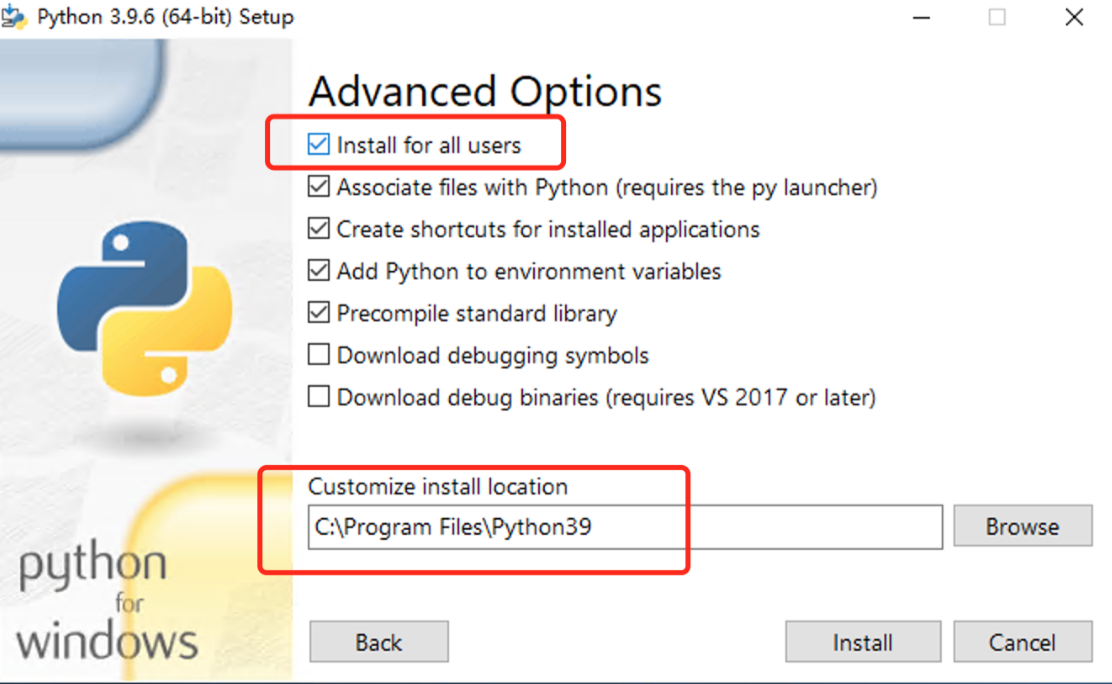 Python 3.9.6 (64-bit) Setup
Advanced Options
Install for all users
Associate files with Python (requires the py launcher)
Create shortcuts for installed applications
Add Python to environment variables
Precompile standard library
Download debugging symbols
Download debug binaries (requires VS 2017 or later)
Customize install location
C:\Program Files\Python39
Browse
python
for
windows
Back
Install
Cancel